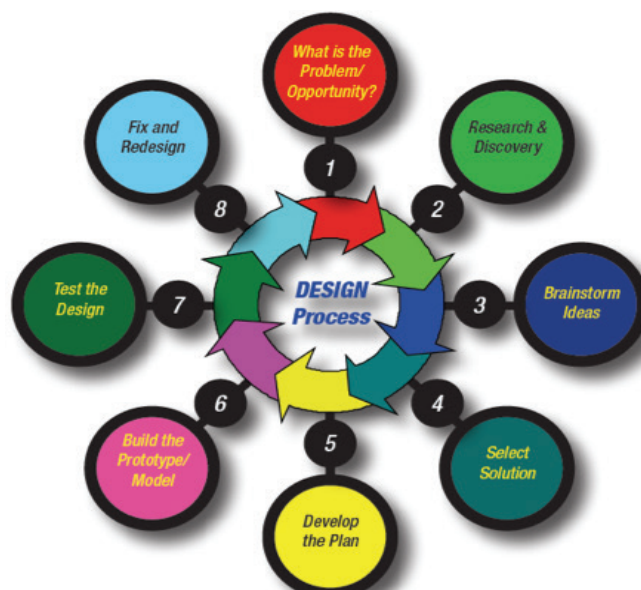 What is the
Problem/
Opportunity?
1
Research &
Discovery
2
Brainstorm
Ideas
3
Select
Solution
4
Develop
the Plan
5
Build the
Prototype/
Model
6
Test the
Design
7
Fix and
Redesign
8
DESIGN
Process